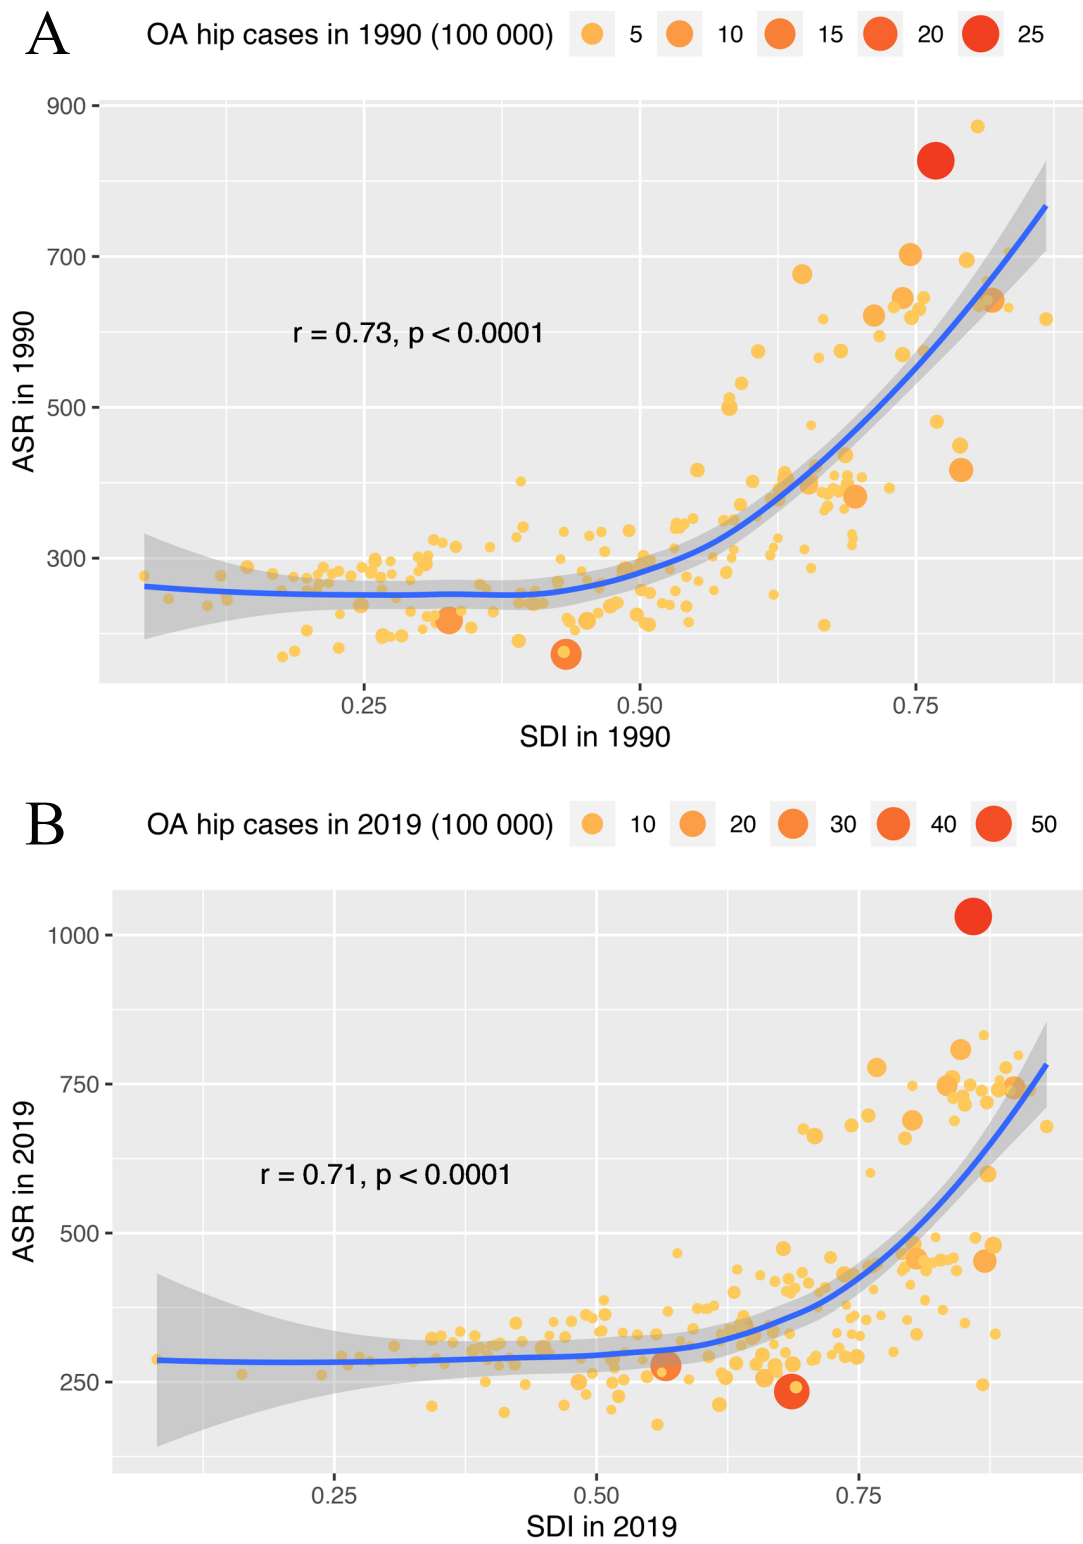 A
OA hip cases in 1990 (100 000) 5 10 15 20 25
900
700
500
300
ASR in 1990
r = 0.73, p < 0.0001
0.25 0.50 0.75
SDI in 1990
B
OA hip cases in 2019 (100 000) 10 20 30 40 50
1000
750
500
250
ASR in 2019
r = 0.71, p < 0.0001
0.25 0.50 0.75
SDI in 2019